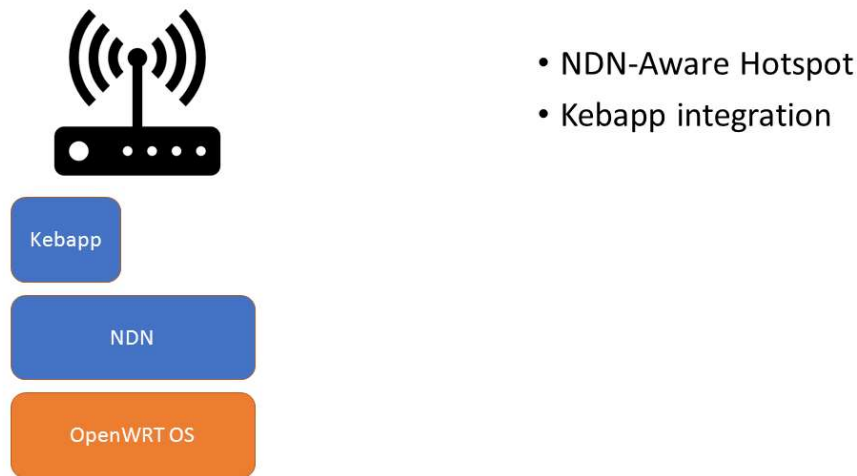 • NDN-Aware Hotspot
• Kebapp integration
Kebapp
NDN
OpenWRT OS